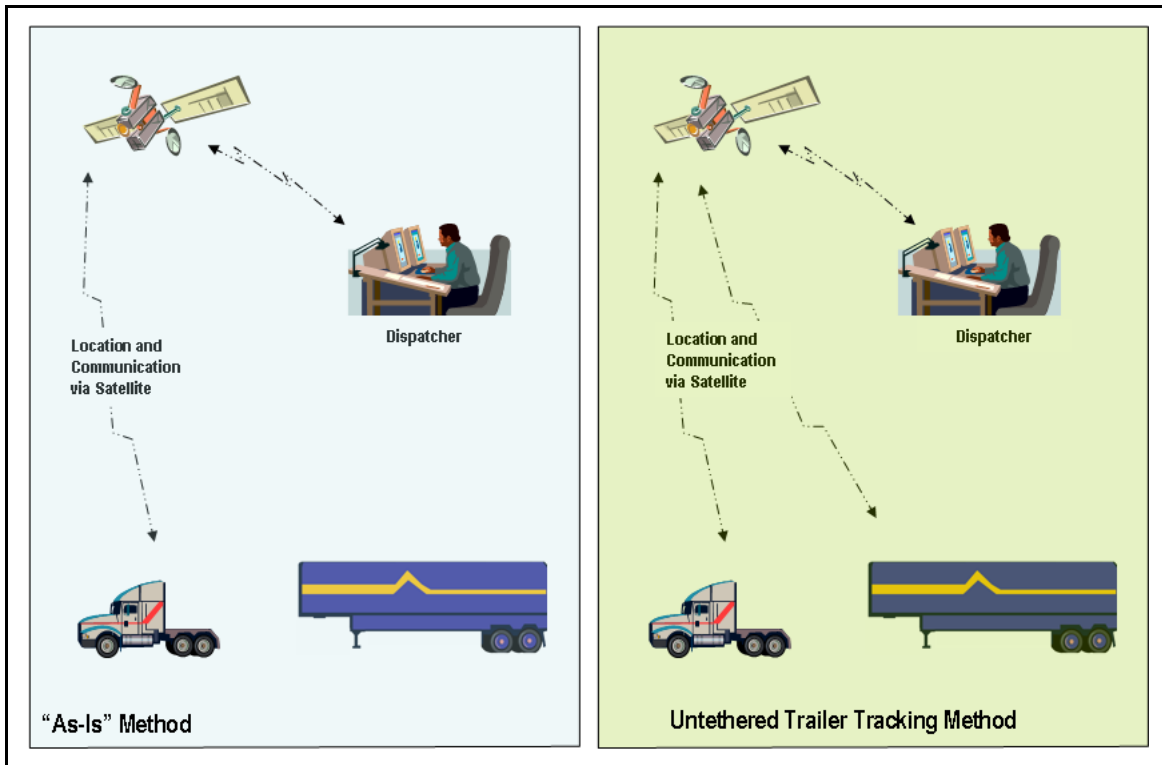 Dispatcher
Location and
Communication
via Satellite
“As-Is” Method
Dispatcher
Location and
Communication
via Satellite
Untethered Trailer Tracking Method